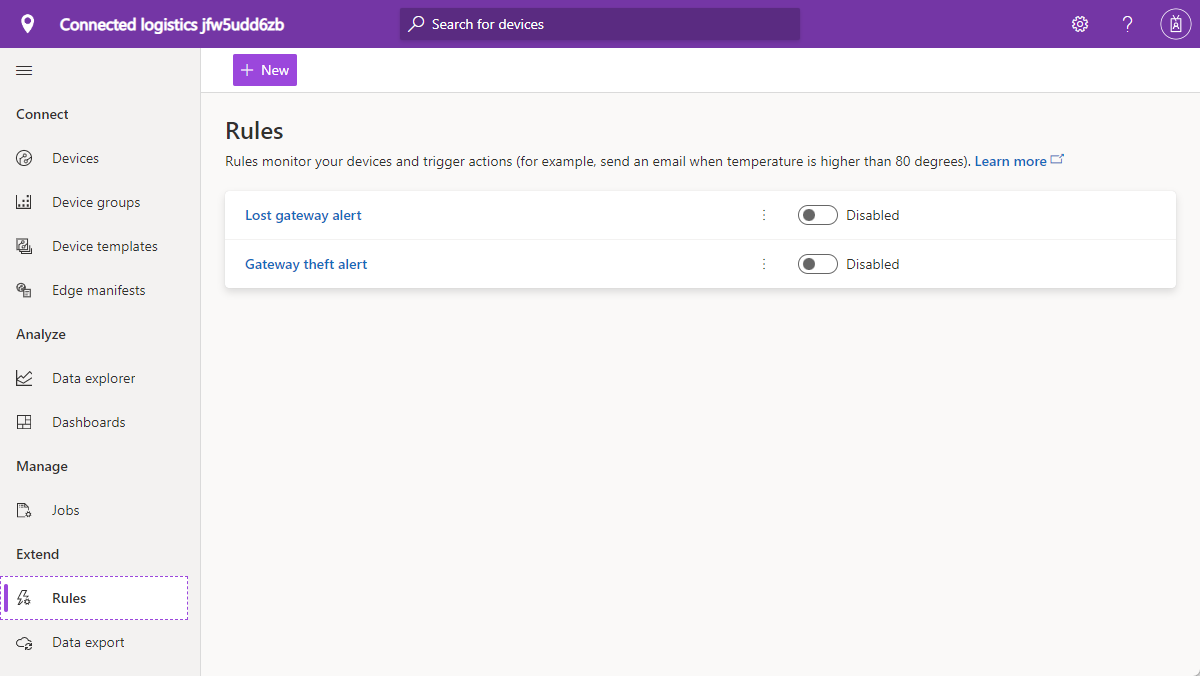 Connected logistics jfw5udd6zb
Search for devices
New
Connect
Devices
Device groups
Device templates
Edge manifests
Analyze
Data explorer
Dashboards
Manage
Jobs
Extend
Rules
Data export
Rules
Rules monitor your devices and trigger actions (for example, send an email when temperature is higher than 80 degrees). Learn more
Lost gateway alert Disabled
Gateway theft alert Disabled